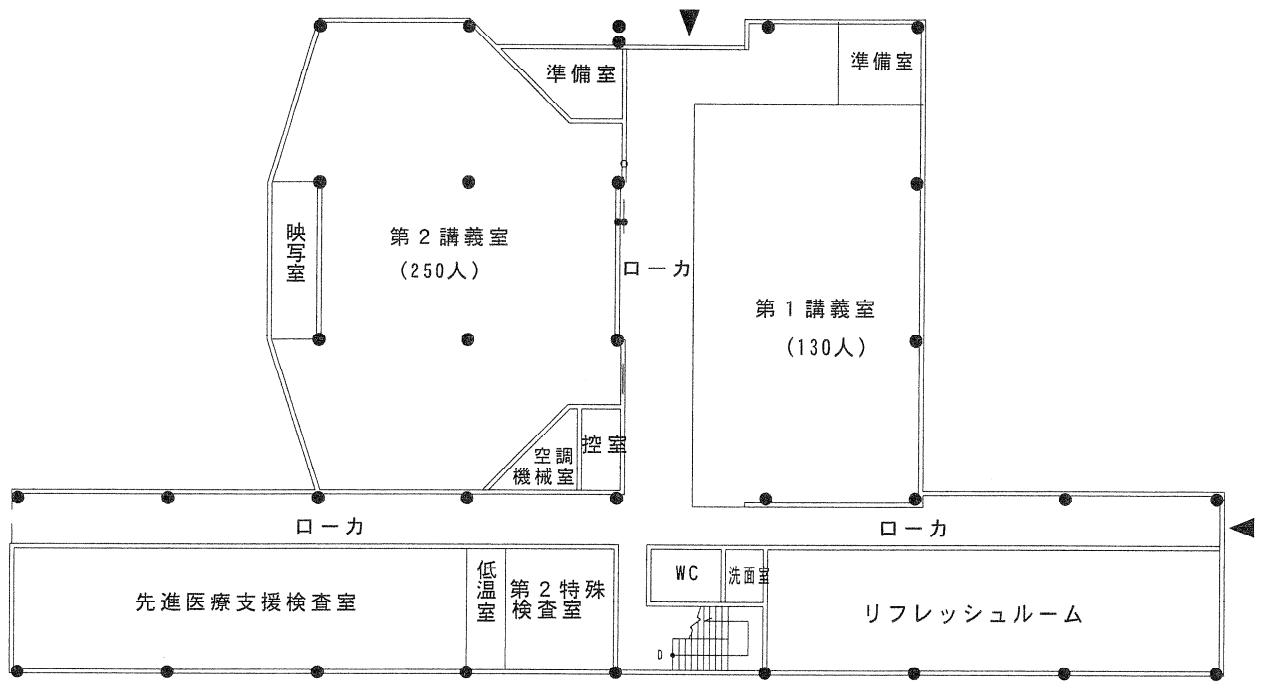 準備室
準備室
映写室
第2講義室
(250人)
ローカ
第1講義室
(130人)
控室
空調
機械室
ローカ
ローカ
先進医療支援検査室
低温室
第2特殊
検査室
WC
洗面室
リフレッシュルーム
D